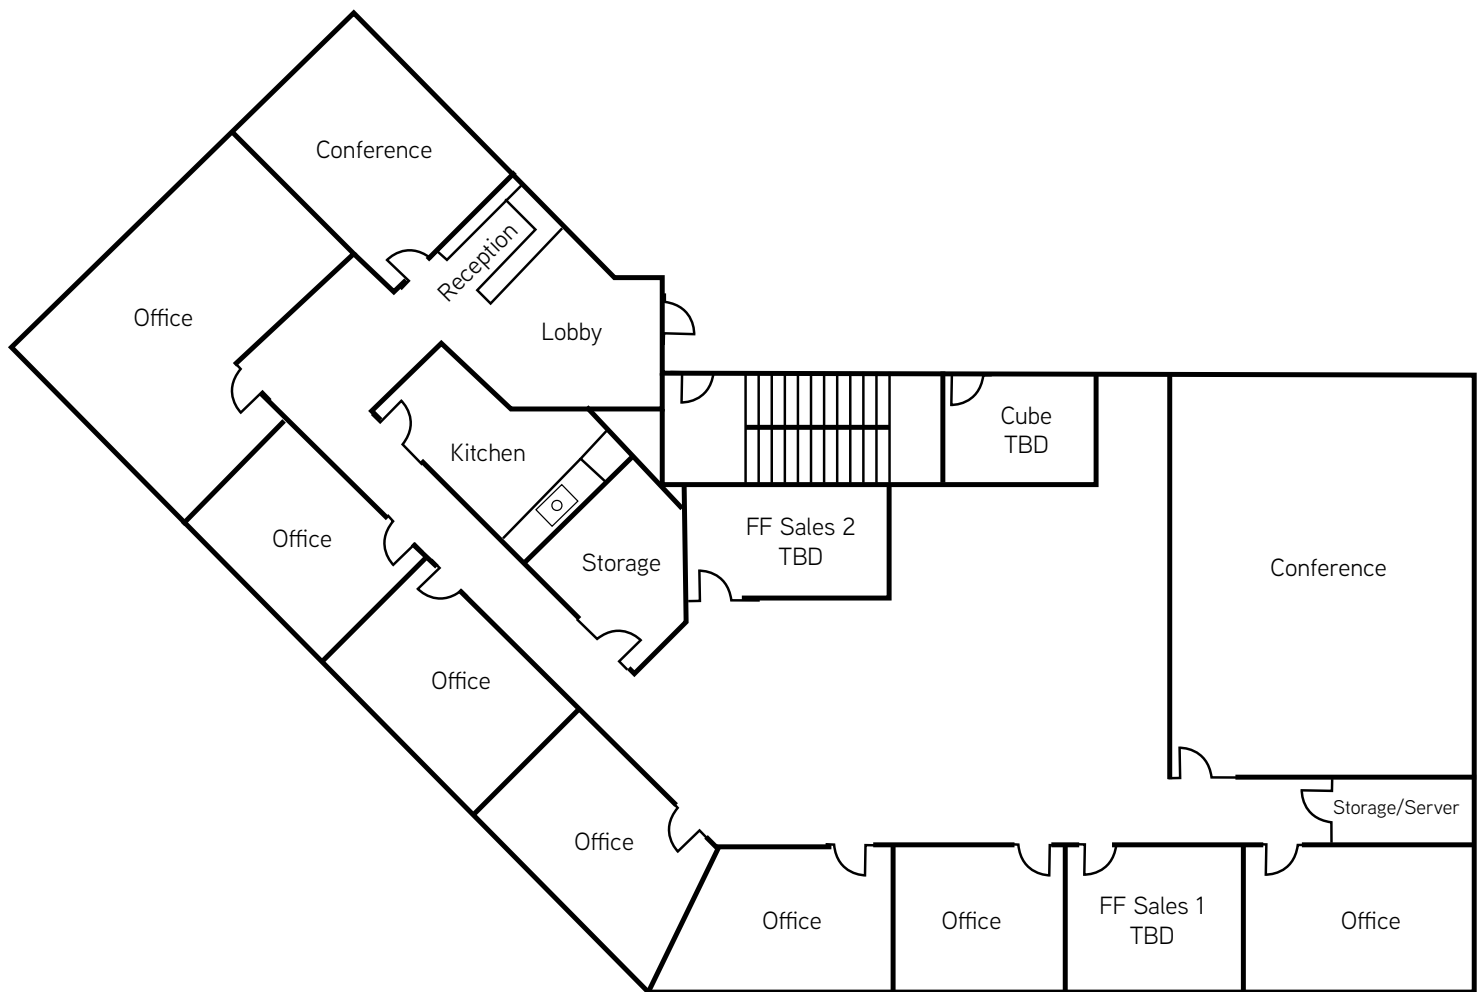 Conference
Reception
Office
Lobby
Cube
TBD
Kitchen
FF Sales 2
TBD
Office
Storage
Conference
Office
Storage/Server
Office
FF Sales 1
TBD
Office
Office
Office